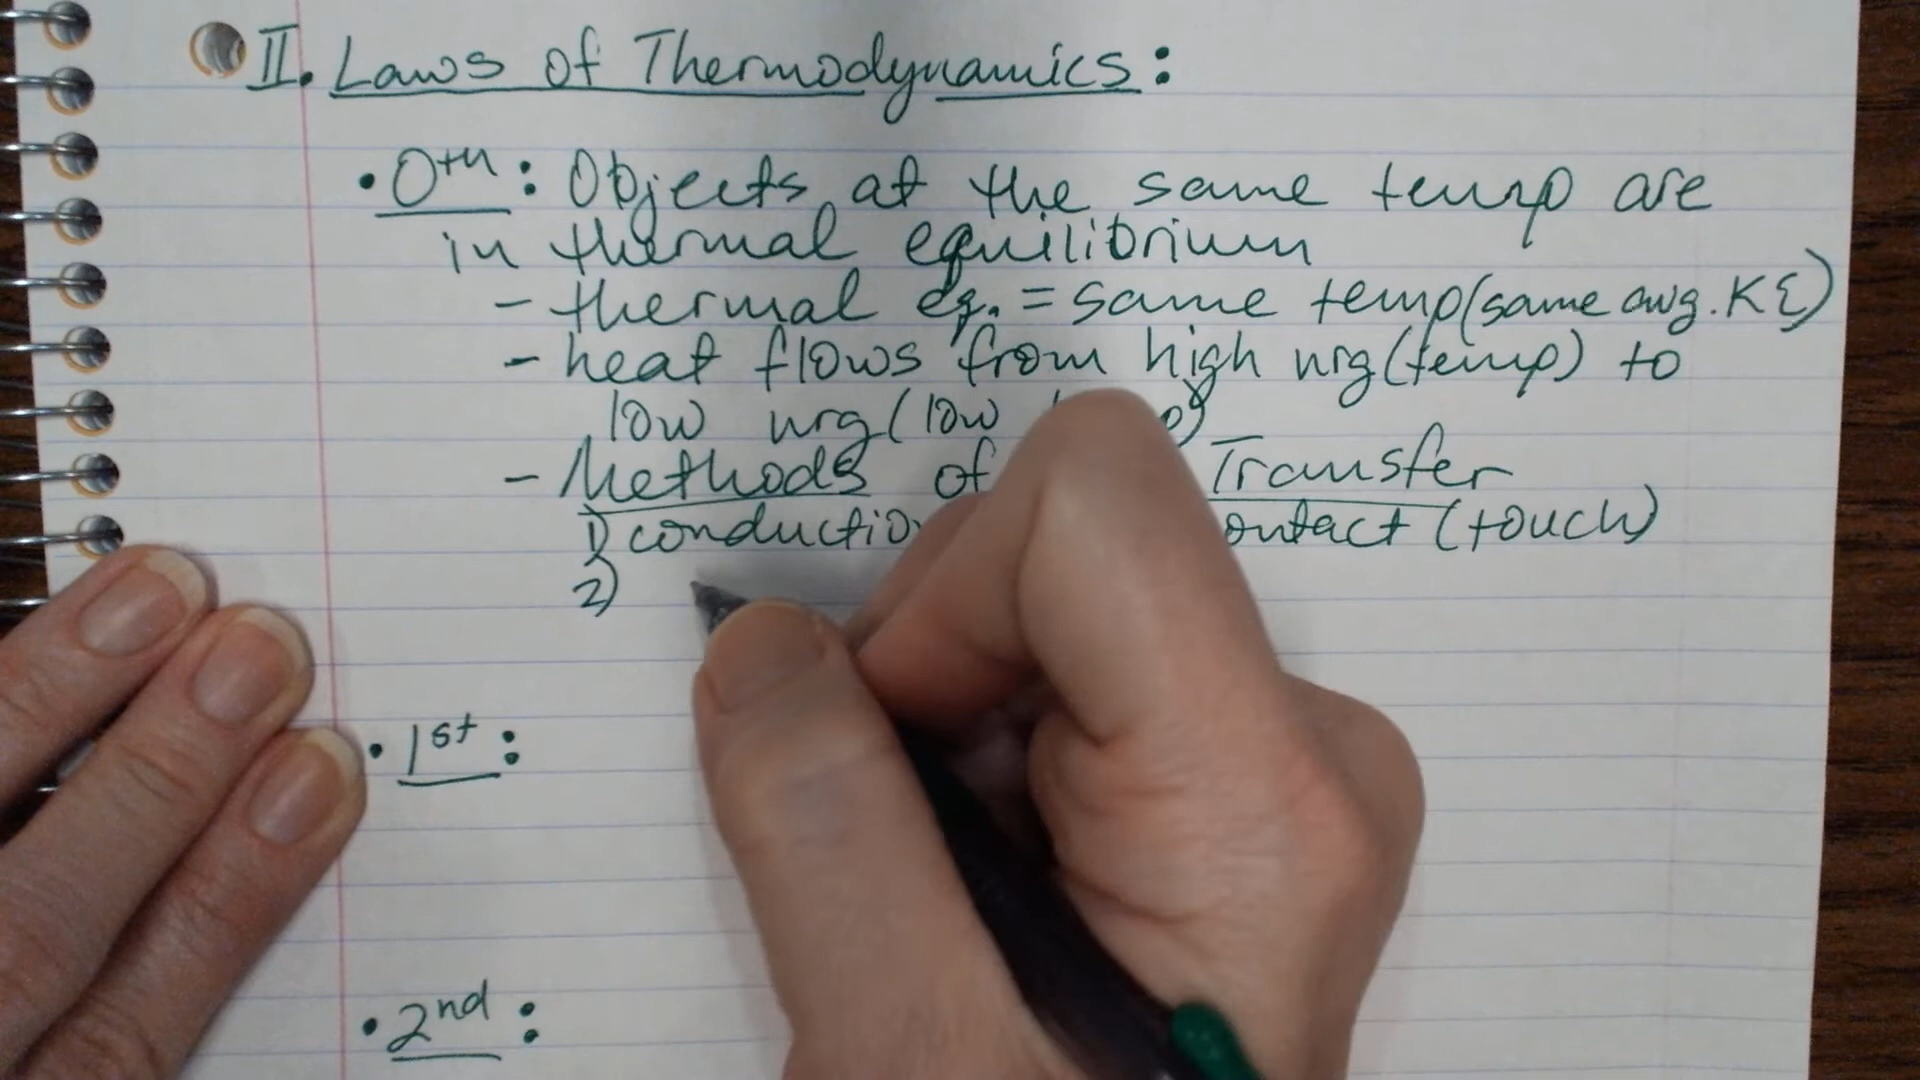 II. Laws of Thermodynamics:
• 0th: Objects at the same temp are
in thermal equilibrium
- thermal eq. = same temp (same avg. KE)
- heat flows from high nrg (temp) to
low nrg (low
- Methods of Transfer
1) conduction (touch)
2)
• 1st:
• 2nd: